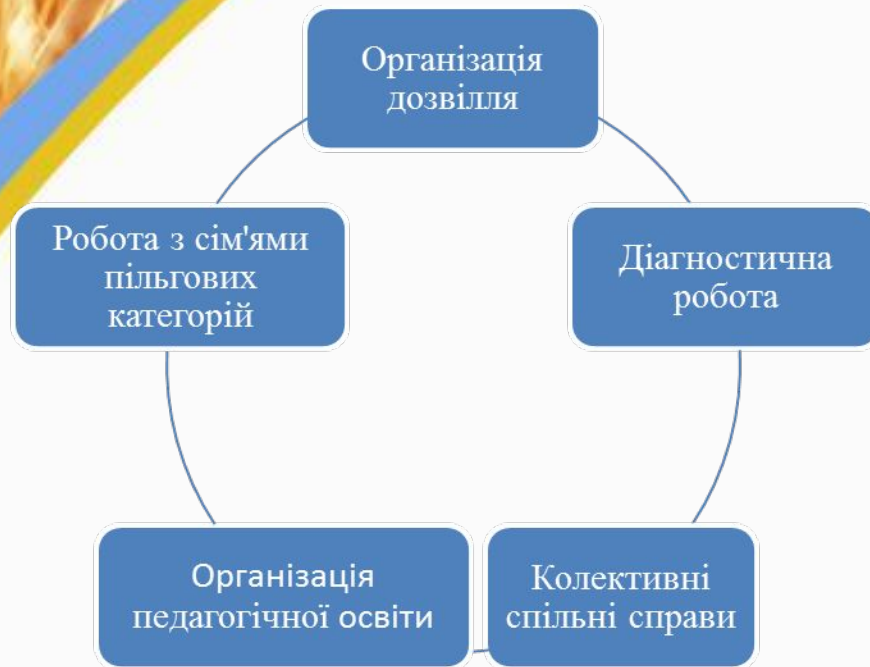 Організація
дозвілля
Робота з сім'ями
пільгових
категорій
Діагностична
робота
Організація
педагогічної освіти
Колективні
спільні справи